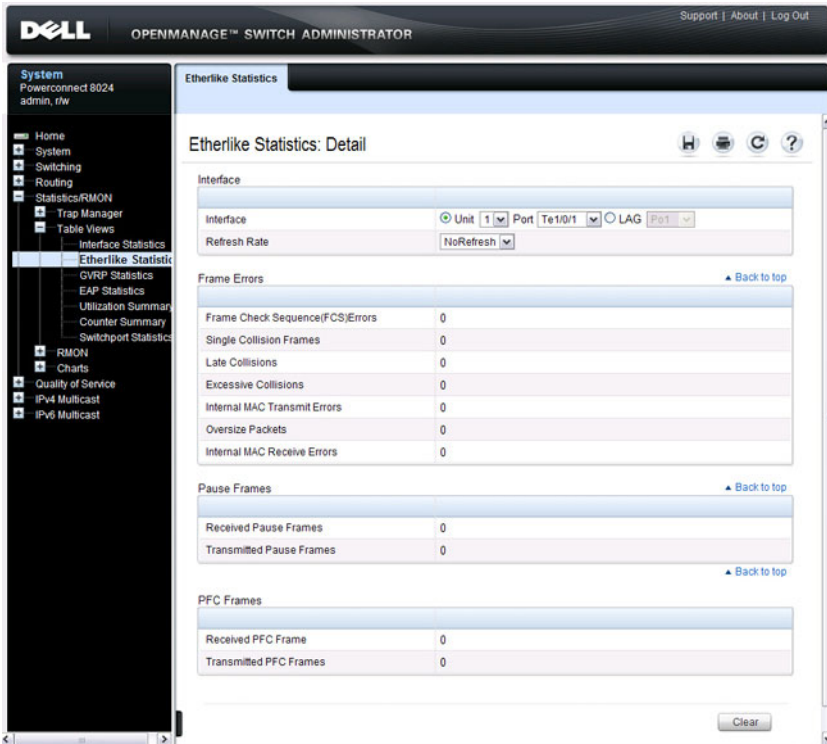 Support | About | Log Out
DELL
OPENMANAGE™ SWITCH ADMINISTRATOR
System
Powerconnect 8024
admin, r/w
Etherlike Statistics
Home
System
Switching
Routing
Statistics/RMON
Trap Manager
Table Views
Interface Statistics
Etherlike Statistic
GVRP Statistics
EAP Statistics
Utilization Summary
Counter Summary
Switchport Statistics
RMON
Charts
Quality of Service
IPv4 Multicast
IPv6 Multicast
Etherlike Statistics: Detail
?
Interface
Interface Unit 1 Port Te1/0/1 LAG Po1
Refresh Rate NoRefresh
Frame Errors Back to top
Frame Check Sequence(FCS)Errors 0
Single Collision Frames 0
Late Collisions 0
Excessive Collisions 0
Internal MAC Transmit Errors 0
Oversize Packets 0
Internal MAC Receive Errors 0
Pause Frames Back to top
Received Pause Frames 0
Transmitted Pause Frames 0
Back to top
PFC Frames
Received PFC Frame 0
Transmitted PFC Frames 0
Clear